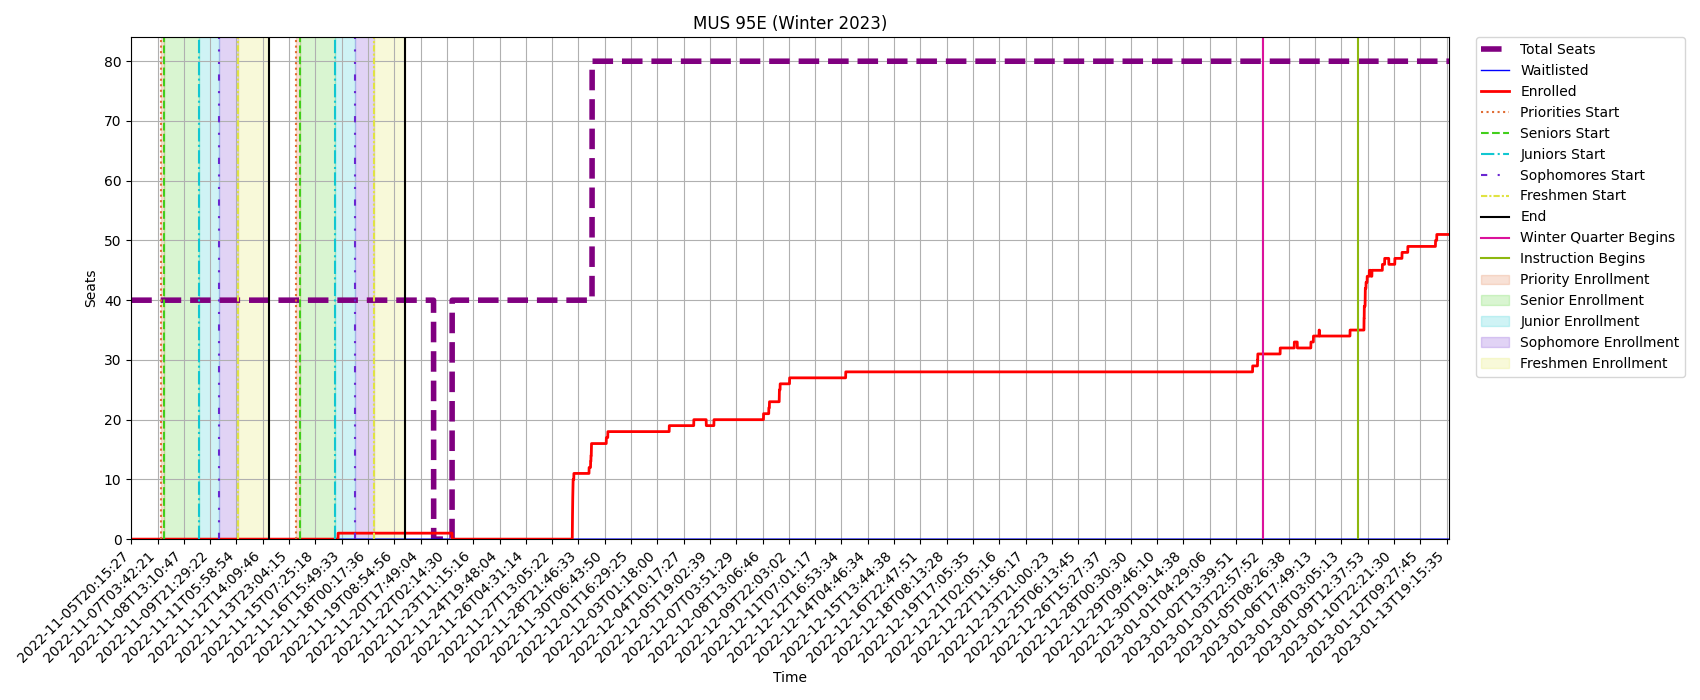 MUS 95E (Winter 2023)
Seats
80
70
60
50
40
30
20
10
0
2022-11-05T20:15:27
2022-11-07T03:42:21
2022-11-08T13:10:47
2022-11-09T21:29:22
2022-11-11T05:58:54
2022-11-12T14:09:46
2022-11-13T23:04:15
2022-11-15T07:25:18
2022-11-16T15:49:33
2022-11-18T00:17:36
2022-11-19T08:54:56
2022-11-20T17:49:04
2022-11-22T02:14:30
2022-11-23T11:15:16
2022-11-24T19:48:04
2022-11-26T04:31:14
2022-11-27T13:05:22
2022-11-28T21:46:33
2022-11-30T06:43:50
2022-12-01T16:29:25
2022-12-03T01:18:00
2022-12-04T10:17:27
2022-12-05T19:02:39
2022-12-07T03:51:29
2022-12-08T13:06:46
2022-12-09T22:03:02
2022-12-11T07:01:17
2022-12-12T16:53:34
2022-12-14T04:46:34
2022-12-15T13:44:38
2022-12-16T22:47:51
2022-12-18T08:13:28
2022-12-19T17:05:35
2022-12-21T02:05:16
2022-12-22T11:56:17
2022-12-23T21:00:23
2022-12-25T06:13:45
2022-12-26T15:27:37
2022-12-28T00:30:30
2022-12-29T09:46:10
2022-12-30T19:14:38
2023-01-01T04:29:06
2023-01-02T13:39:51
2023-01-03T22:57:52
2023-01-05T08:26:38
2023-01-06T17:49:13
2023-01-08T03:05:13
2023-01-09T12:37:53
2023-01-10T22:21:30
2023-01-12T09:27:45
2023-01-13T19:15:35
Time
Total Seats
Waitlisted
Enrolled
Priorities Start
Seniors Start
Juniors Start
Sophomores Start
Freshmen Start
End
Winter Quarter Begins
Instruction Begins
Priority Enrollment
Senior Enrollment
Junior Enrollment
Sophomore Enrollment
Freshmen Enrollment